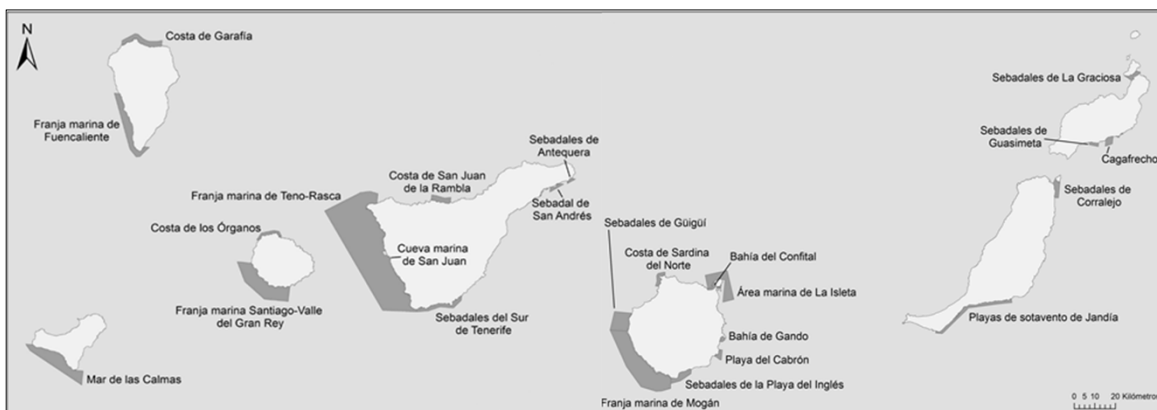 N
Costa de Garafía
Franja marina de
Fuencaliente
Franja marina de Teno-Rasca
Costa de los Órganos
Franja marina Santiago-Valle
del Gran Rey
Mar de las Calmas
Costa de San Juan
de la Rambla
Sebadales de
Antequera
Sebadal de
San Andrés
Cueva marina
de San Juan
Sebadales del Sur
de Tenerife
Sebadales de Güigüí
Costa de Sardina
del Norte
Bahía del Confital
Área marina de La Isleta
Bahía de Gando
Playa del Cabrón
Sebadales de la Playa del Inglés
Franja marina de Mogán
Sebadales de La Graciosa
Sebadales de
Guasimeta
Cagafrecho
Sebadales de
Corralejo
Playas de sotavento de Jandía
0 5 10 20 Kilómetros